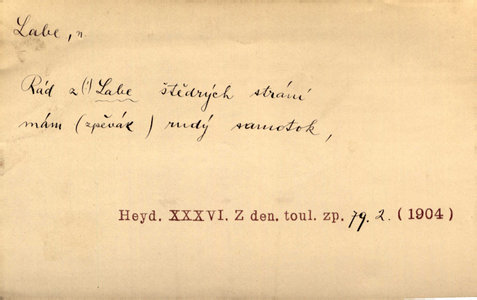 Labe, n
Rád z (!) Labe štědrých strání
mám (zpěvák) rudý samotok,
Heyd. XXXVI. Z den. toul. zp. 79. 2. (1904)